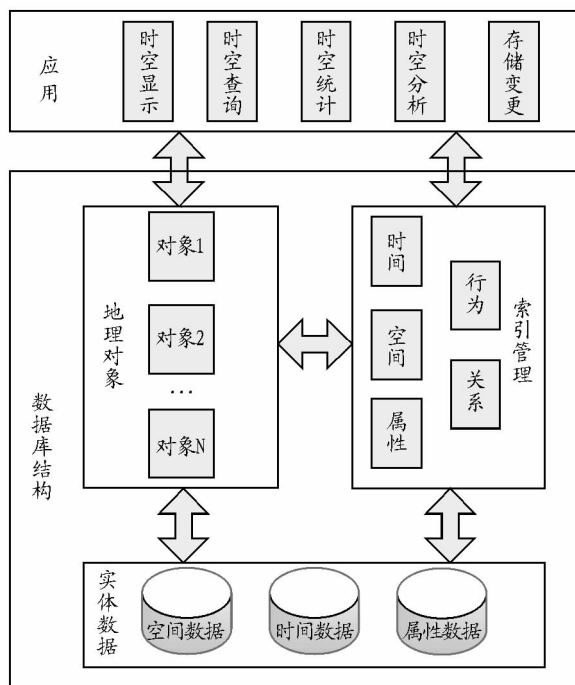 应用
时空显示
时空查询
时空统计
时空分析
存储变更
数据库结构
地理对象
对象1
对象2
…
对象N
时间
空间
属性
行为
关系
索引管理
实体数据
空间数据
时间数据
属性数据